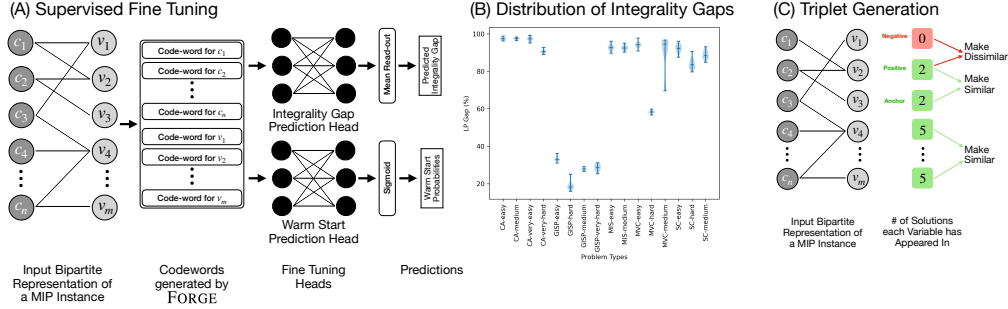 (A) Supervised Fine Tuning
c1
c2
c3
c4
cn
v1
v2
v3
v4
vm
Code-word for c1
Code-word for c2
Code-word for cn
Code-word for v1
Code-word for v2
Code-word for vm
Integrality Gap
Prediction Head
Warm Start
Prediction Head
Mean Read-out
Predicted
Integrality Gap
Sigmoid
Warm Start
Probabilities
Input Bipartite
Representation of
a MIP Instance
Codewords
generated by
FORGE
Fine Tuning
Heads
Predictions
(B) Distribution of Integrality Gaps
LP Gap (%)
100
80
60
40
20
CA-easy
CA-medium
CA-very-easy
CA-very-hard
GISP-easy
GISP-hard
GISP-medium
GISP-very-hard
MIS-easy
MIS-medium
MVC-easy
MVC-hard
MVC-medium
SC-easy
SC-hard
SC-medium
Problem Types
(C) Triplet Generation
c1
c2
c3
c4
cn
v1
v2
v3
v4
vm
Negative
0
Positive
2
Anchor
2
5
5
Make
Dissimilar
Make
Similar
Make
Similar
Input Bipartite
Representation of
a MIP Instance
# of Solutions
each Variable has
Appeared In